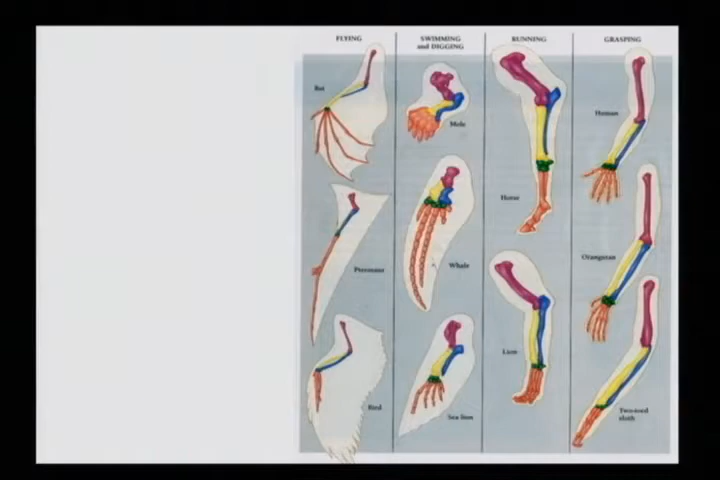 FLYING
SWIMMING
and DIGGING
RUNNING
GRASPING
Bat
Mole
Human
Horse
Pterosaur
Whale
Orangutan
Lion
Bird
Sea lion
Two-toed
sloth